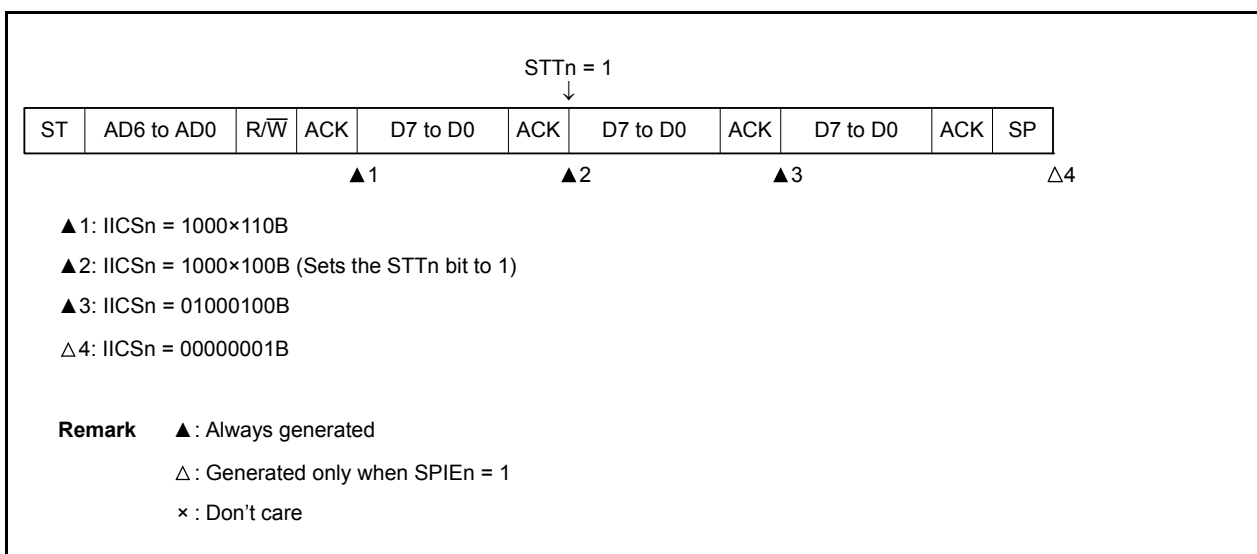 STTn = 1
↓
ST AD6 to AD0 R/W̅ ACK D7 to D0 ACK D7 to D0 ACK D7 to D0 ACK SP
▲1 ▲2 ▲3 △4
▲1: IICSn = 1000×110B
▲2: IICSn = 1000×100B (Sets the STTn bit to 1)
▲3: IICSn = 01000100B
△4: IICSn = 00000001B
Remark ▲: Always generated
△: Generated only when SPIEn = 1
× : Don't care